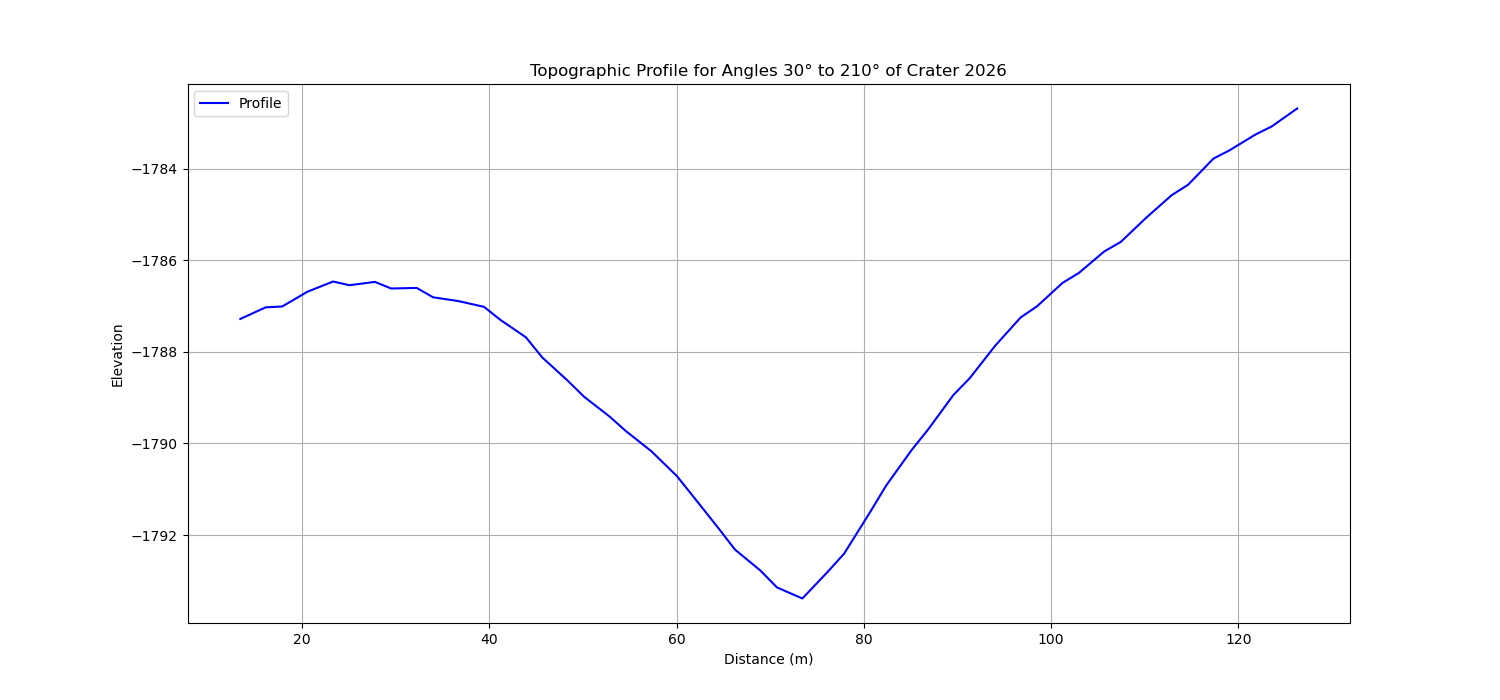 Topographic Profile for Angles 30° to 210° of Crater 2026
Profile
−1784
−1786
−1788
−1790
−1792
Elevation
20
40
60
80
100
120
Distance (m)